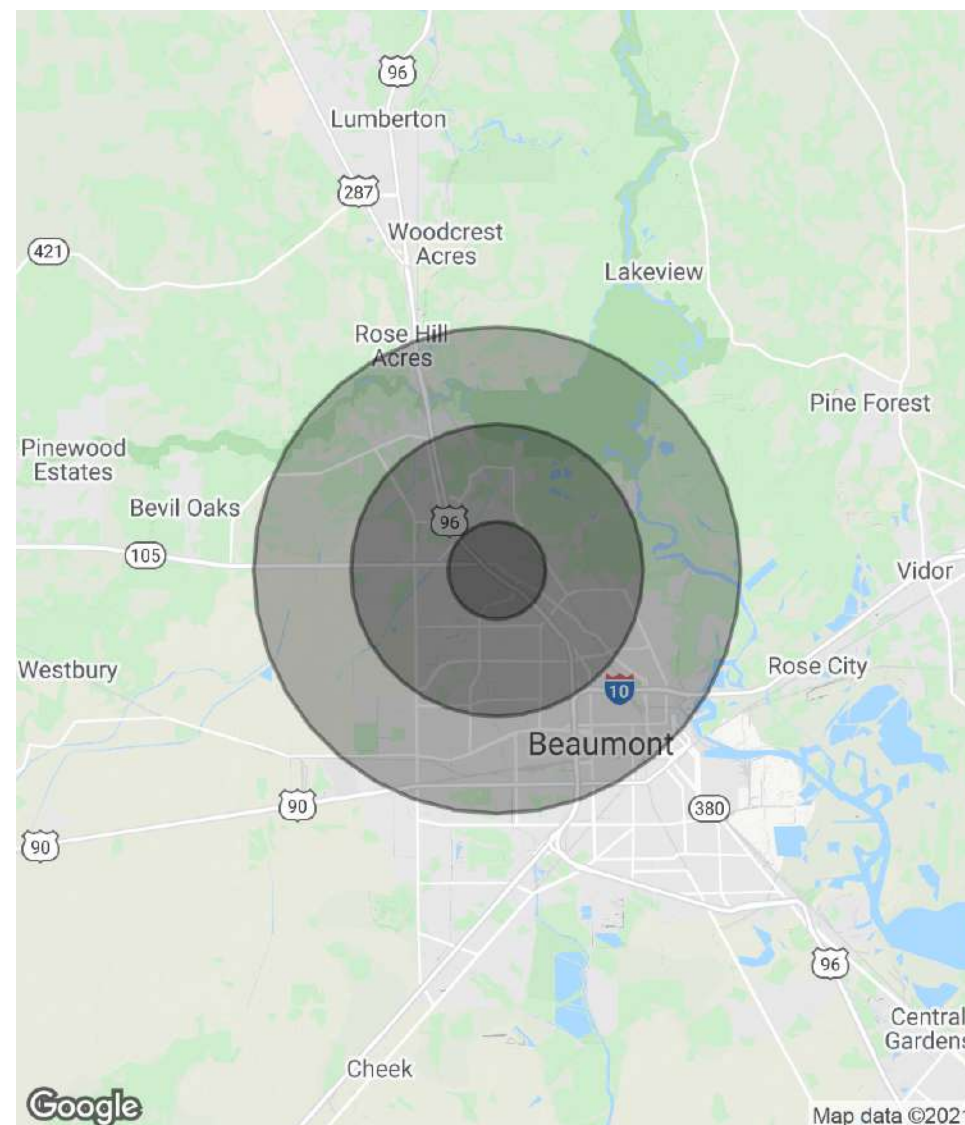 96
Lumberton
287
Woodcrest
Acres
421
Lakeview
Rose Hill
Acres
Pine Forest
Pinewood
Estates
Bevil Oaks
96
105
Vidor
Westbury
Rose City
10
Beaumont
90
380
90
96
Central
Gardens
Cheek
Google
Map data ©2021